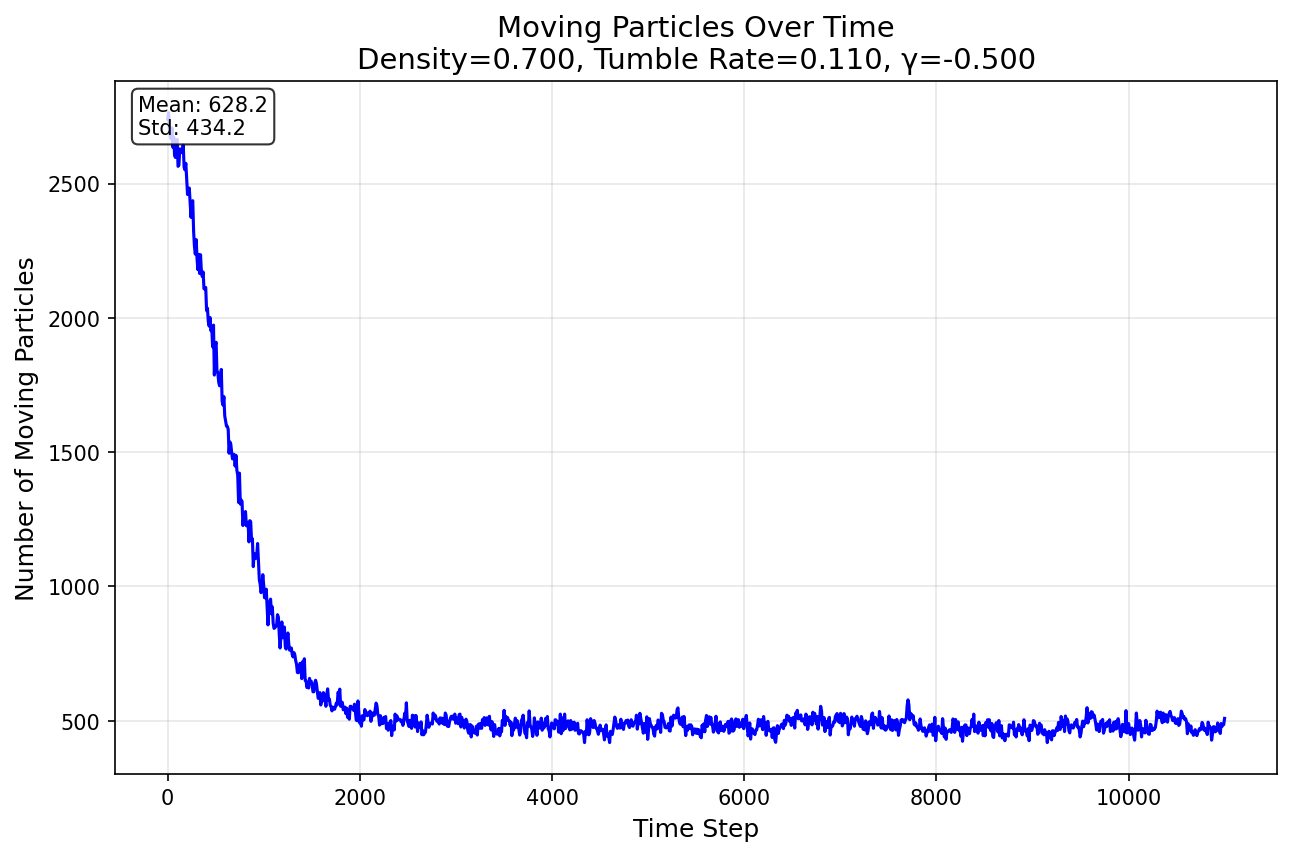 Moving Particles Over Time
Density=0.700, Tumble Rate=0.110, γ=-0.500
Mean: 628.2
Std: 434.2
Number of Moving Particles
2500
2000
1500
1000
500
0
2000
4000
6000
8000
10000
Time Step